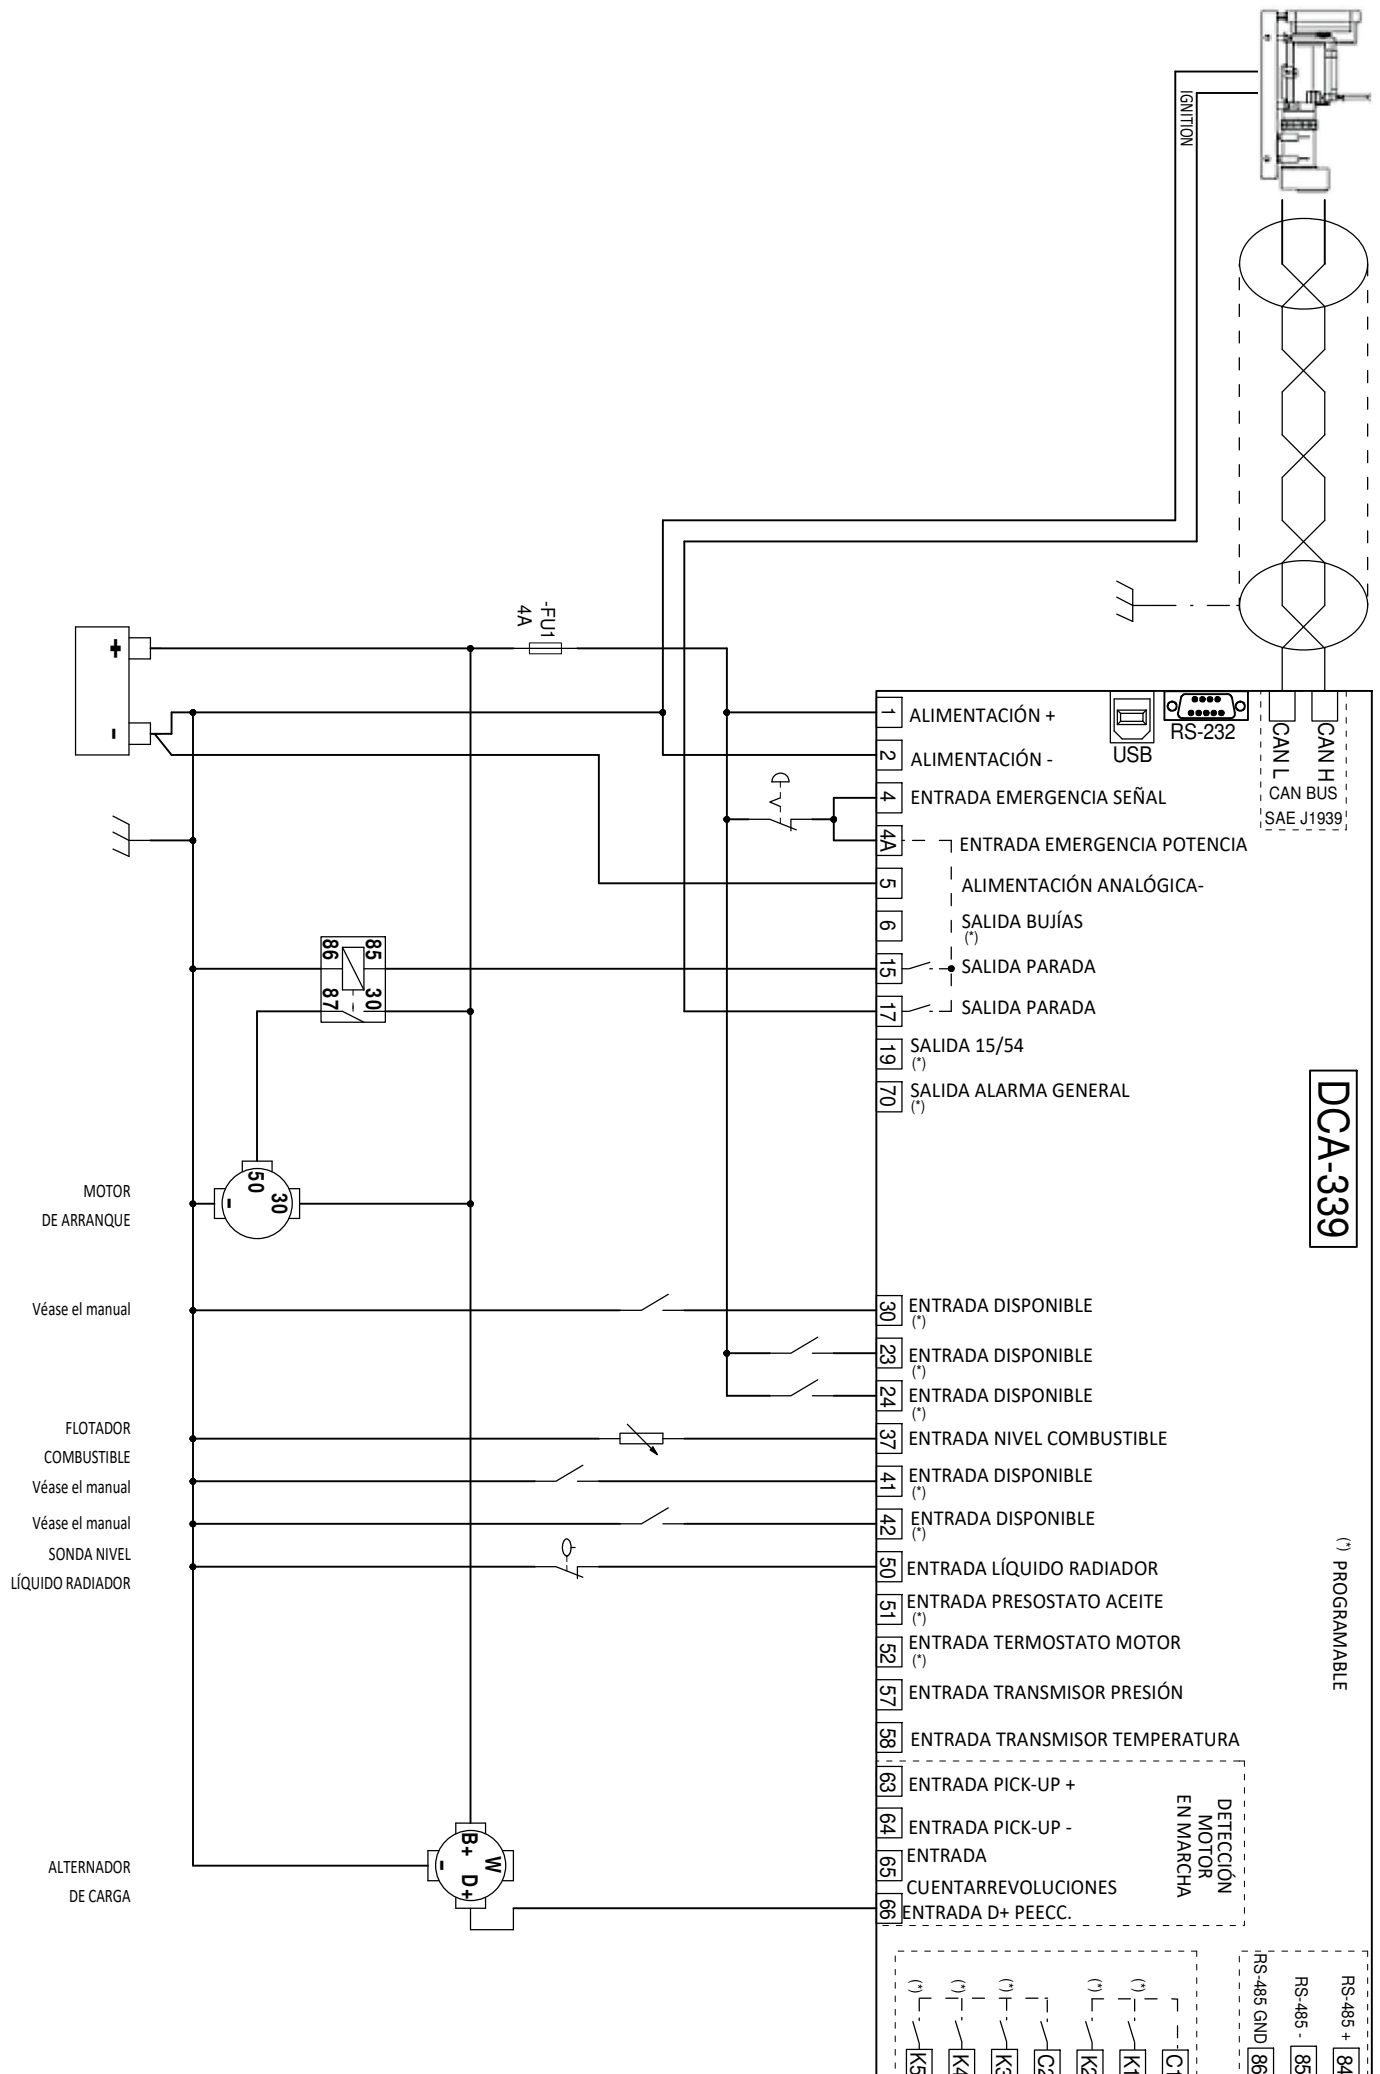 IGNITION
-FU1
4A
+
-
1
ALIMENTACIÓN +
2
ALIMENTACIÓN -
USB
RS-232
CAN L
CAN H
CAN BUS
SAE J1939
4
ENTRADA EMERGENCIA SEÑAL
4A
ENTRADA EMERGENCIA POTENCIA
5
ALIMENTACIÓN ANALÓGICA-
6
SALIDA BUJÍAS
(*)
86
85
87
30
15
SALIDA PARADA
17
SALIDA PARADA
19
SALIDA 15/54
(*)
70
SALIDA ALARMA GENERAL
(*)
DCA-339
MOTOR
DE ARRANQUE
50
30
-
Véase el manual
30
ENTRADA DISPONIBLE
(*)
23
ENTRADA DISPONIBLE
(*)
24
ENTRADA DISPONIBLE
(*)
FLOTADOR
COMBUSTIBLE
37
ENTRADA NIVEL COMBUSTIBLE
Véase el manual
41
ENTRADA DISPONIBLE
(*)
Véase el manual
42
ENTRADA DISPONIBLE
(*)
SONDA NIVEL
LÍQUIDO RADIADOR
50
ENTRADA LÍQUIDO RADIADOR
51
ENTRADA PRESOSTATO ACEITE
(*)
52
ENTRADA TERMOSTATO MOTOR
(*)
(*) PROGRAMABLE
57
ENTRADA TRANSMISOR PRESIÓN
58
ENTRADA TRANSMISOR TEMPERATURA
63
ENTRADA PICK-UP +
64
ENTRADA PICK-UP -
65
ENTRADA
CUENTARREVOLUCIONES
66
ENTRADA D+ PEECC.
DETECCIÓN
MOTOR
EN MARCHA
ALTERNADOR
DE CARGA
B+
W
D+
-
(*)
(*)
(*)
(*)
(*)
K5
K4
K3
C2
K2
K1
C1
RS-485 GND
86
RS-485 -
85
RS-485 +
84